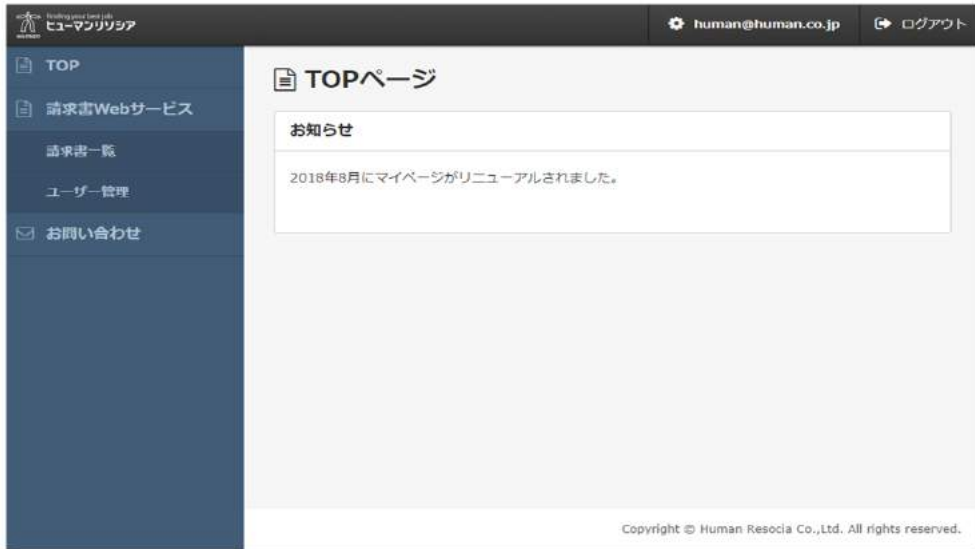 finding your best job
ヒューマンリソシア
human@human.co.jp
ログアウト
TOP
請求書Webサービス
請求書一覧
ユーザー管理
お問い合わせ
TOPページ
お知らせ
2018年8月にマイページがリニューアルされました。
Copyright © Human Resocia Co.,Ltd. All rights reserved.